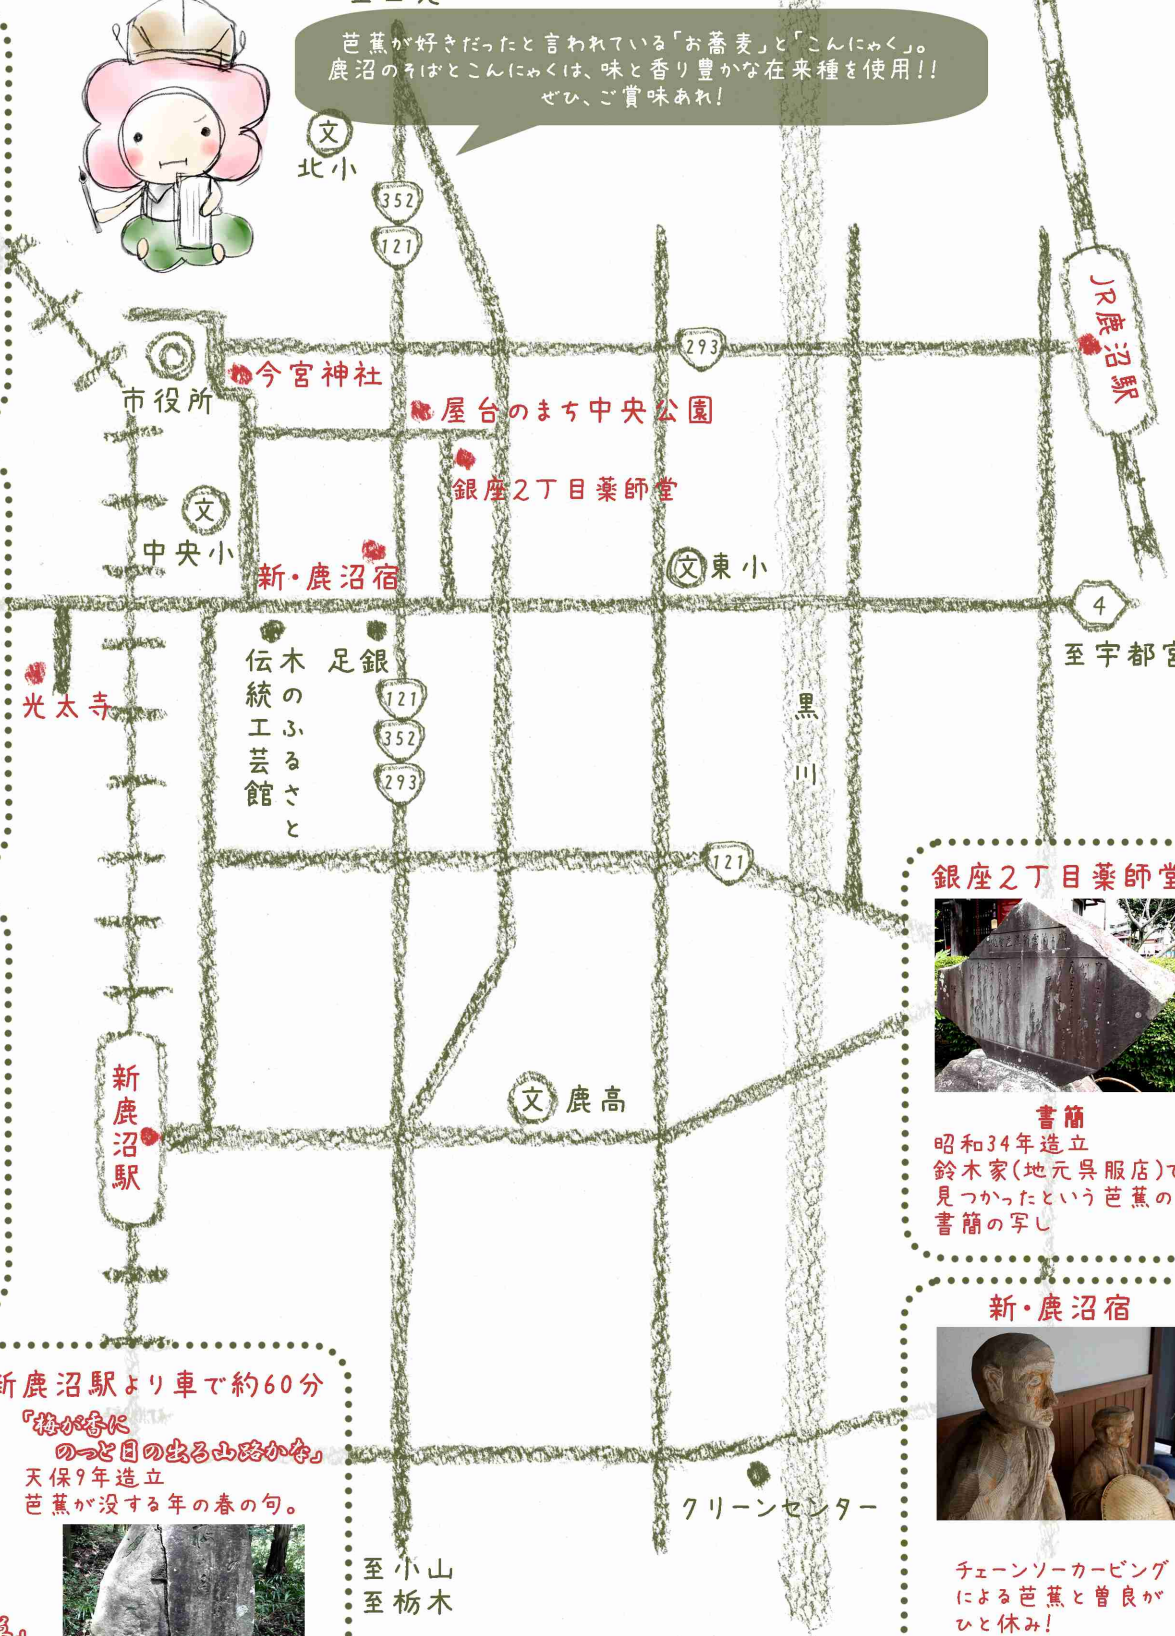 芭蕉が好きだったと言われている「お蕎麦」と「こんにゃく」。
鹿沼のそばとこんにゃくは、味と香り豊かな在来種を使用!!
ぜひ、ご賞味あれ!
文
北小
352
121
JR鹿沼駅
293
市役所
今宮神社
屋台のまち中央公園
銀座2丁目薬師堂
文
中央小
新・鹿沼宿
文東小
4
至宇都宮
光太寺
木のふるさと
伝統工芸館
足銀
121
352
293
黒川
121
新鹿沼駅
文鹿高
銀座2丁目薬師堂
書簡
昭和34年造立
鈴木家(地元呉服店)で
見つかったという芭蕉の
書簡の写し
新・鹿沼宿
チェーンソーカービング
による芭蕉と曽良が
ひと休み!
新鹿沼駅より車で約60分
『梅が香に
のっと日の出る山路かな』
天保9年造立
芭蕉が没する年の春の句。
クリーンセンター
至小山
至栃木